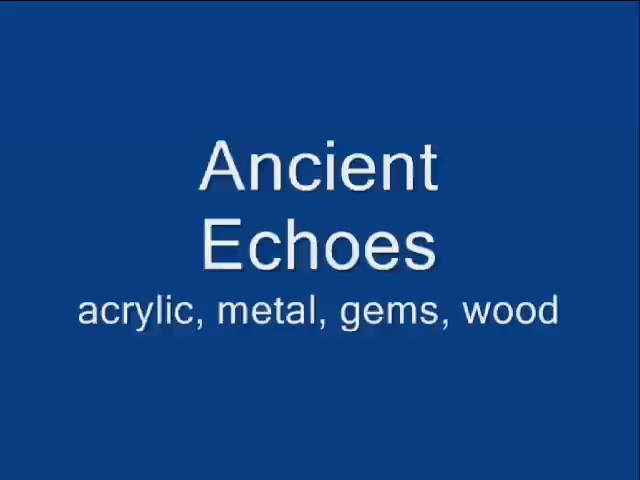 Ancient
Echoes
acrylic, metal, gems, wood